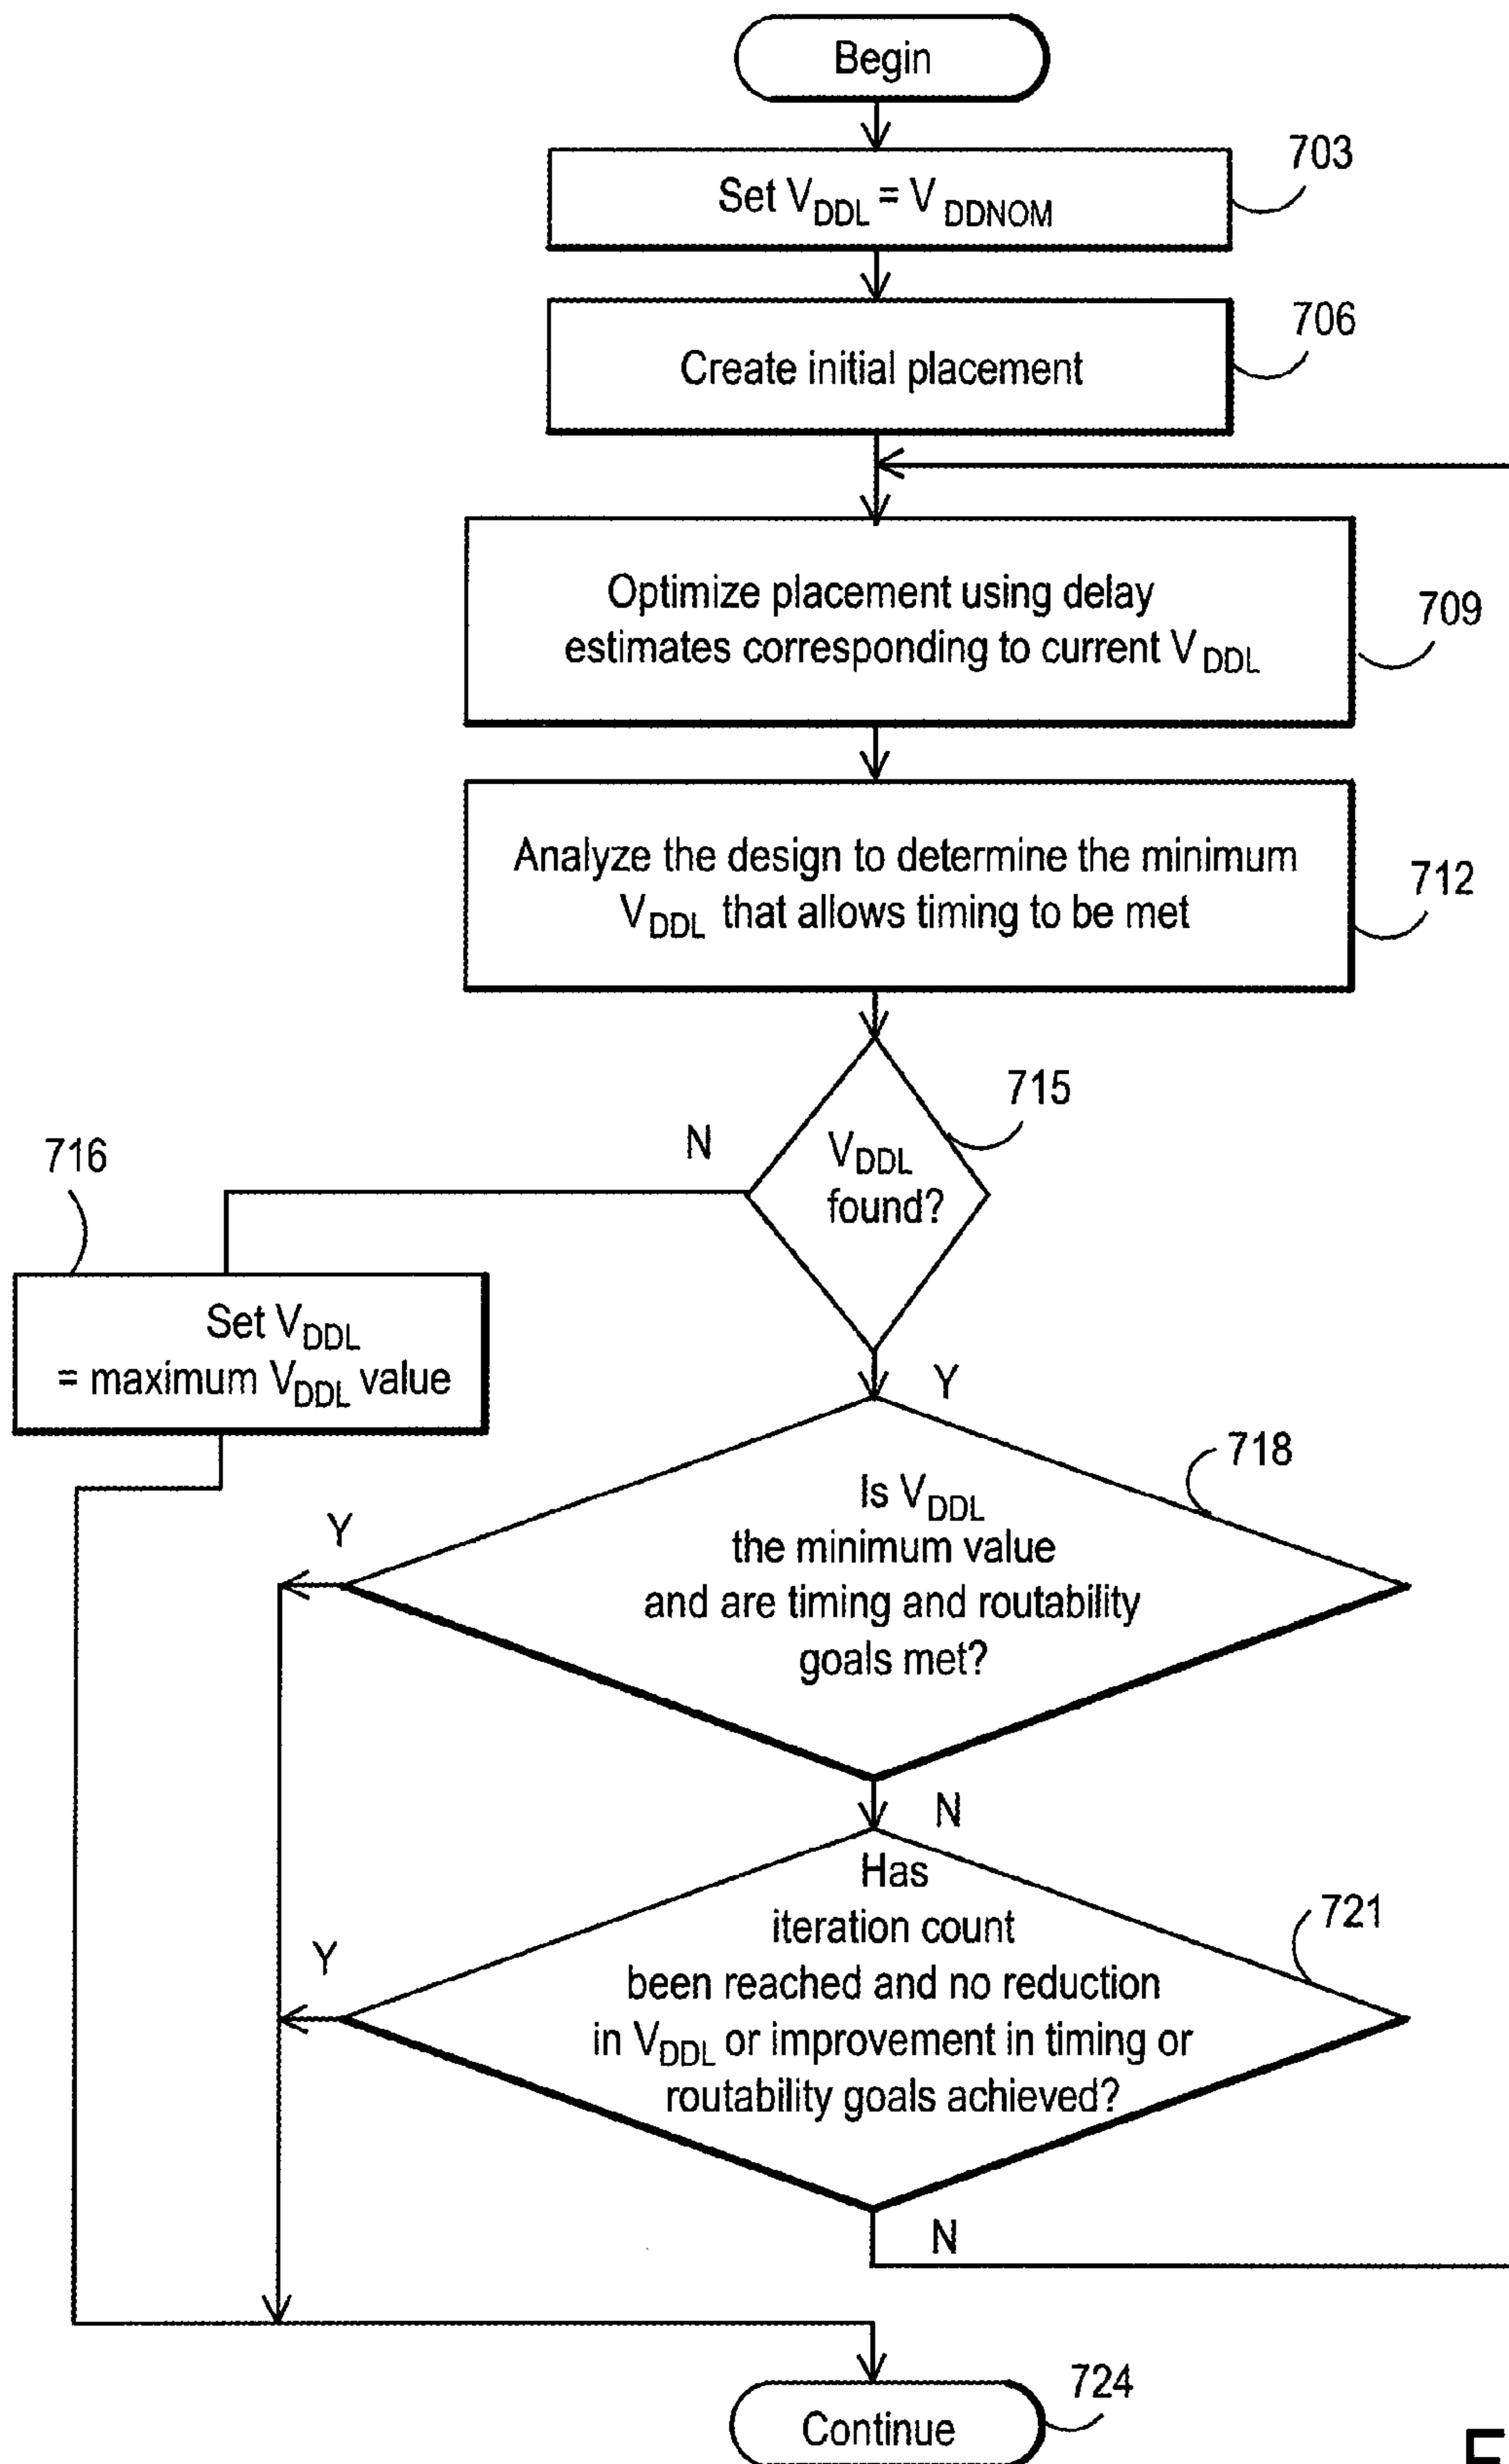 Begin
703
Set VDDL = VDDNOM
706
Create initial placement
Optimize placement using delay
estimates corresponding to current VDDL
709
Analyze the design to determine the minimum
VDDL that allows timing to be met
712
715
N
VDDL
found?
716
Set VDDL
= maximum VDDL value
Y
718
Is VDDL
the minimum value
and are timing and routability
goals met?
Y
N
Has
iteration count
been reached and no reduction
in VDDL or improvement in timing or
routability goals achieved?
721
Y
N
724
Continue